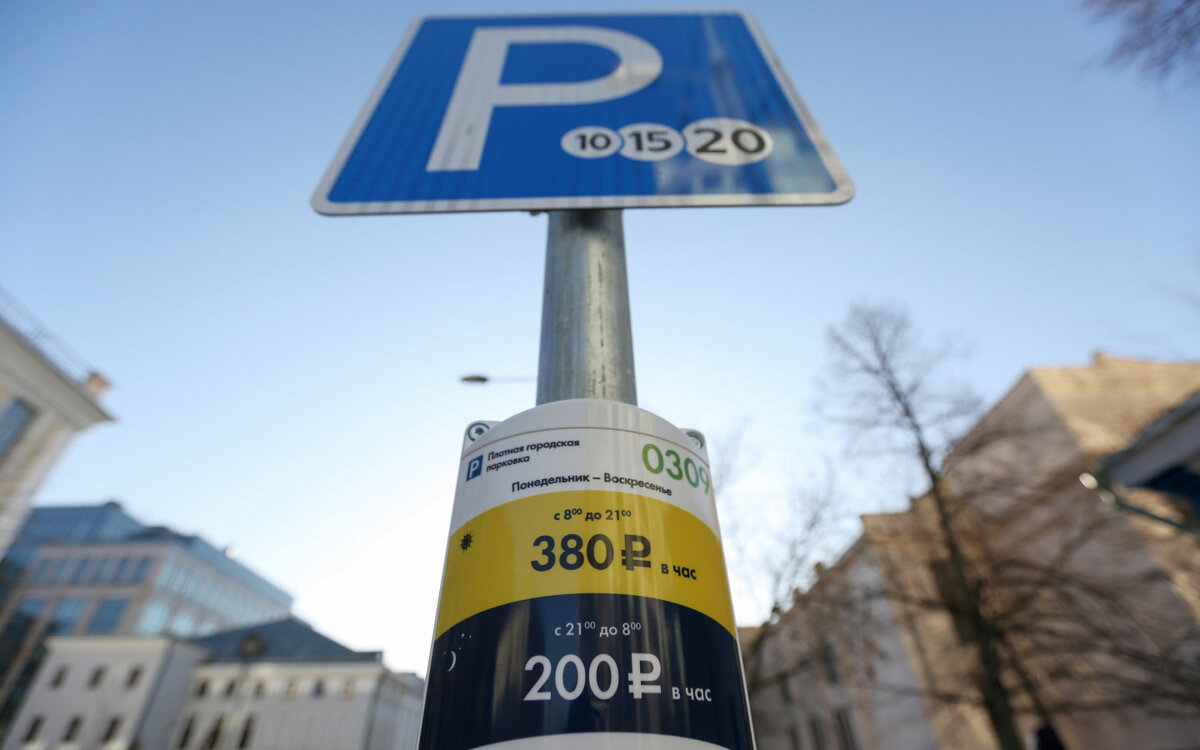 P
10 15 20
P Платная городская
парковка
0309
Понедельник – Воскресенье
с 8⁰⁰ до 21⁰⁰
380₽ в час
с 21⁰⁰ до 8⁰⁰
200₽ в час